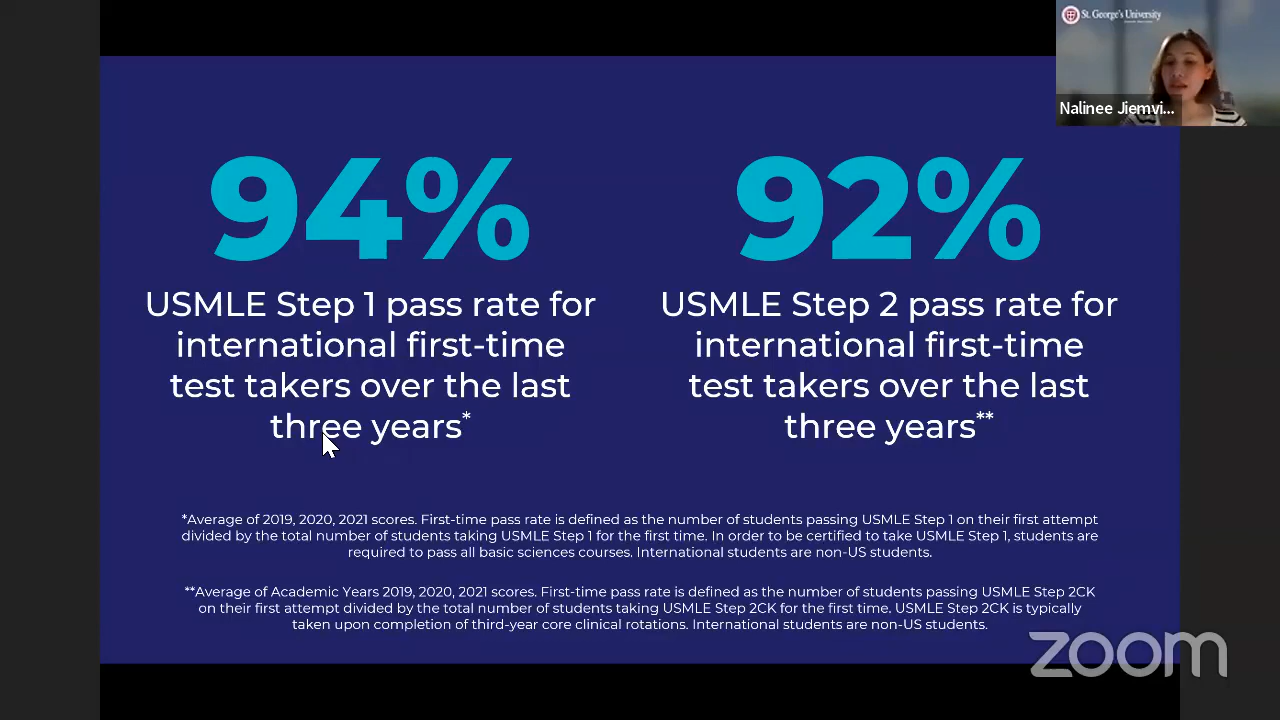 St. George's University
Nalinee Jiemvi...
94%
USMLE Step 1 pass rate for
international first-time
test takers over the last
three years*
92%
USMLE Step 2 pass rate for
international first-time
test takers over the last
three years**
*Average of 2019, 2020, 2021 scores. First-time pass rate is defined as the number of students passing USMLE Step 1 on their first attempt
divided by the total number of students taking USMLE Step 1 for the first time. In order to be certified to take USMLE Step 1, students are
required to pass all basic sciences courses. International students are non-US students.
**Average of Academic Years 2019, 2020, 2021 scores. First-time pass rate is defined as the number of students passing USMLE Step 2CK
on their first attempt divided by the total number of students taking USMLE Step 2CK for the first time. USMLE Step 2CK is typically
taken upon completion of third-year core clinical rotations. International students are non-US students.
zoom